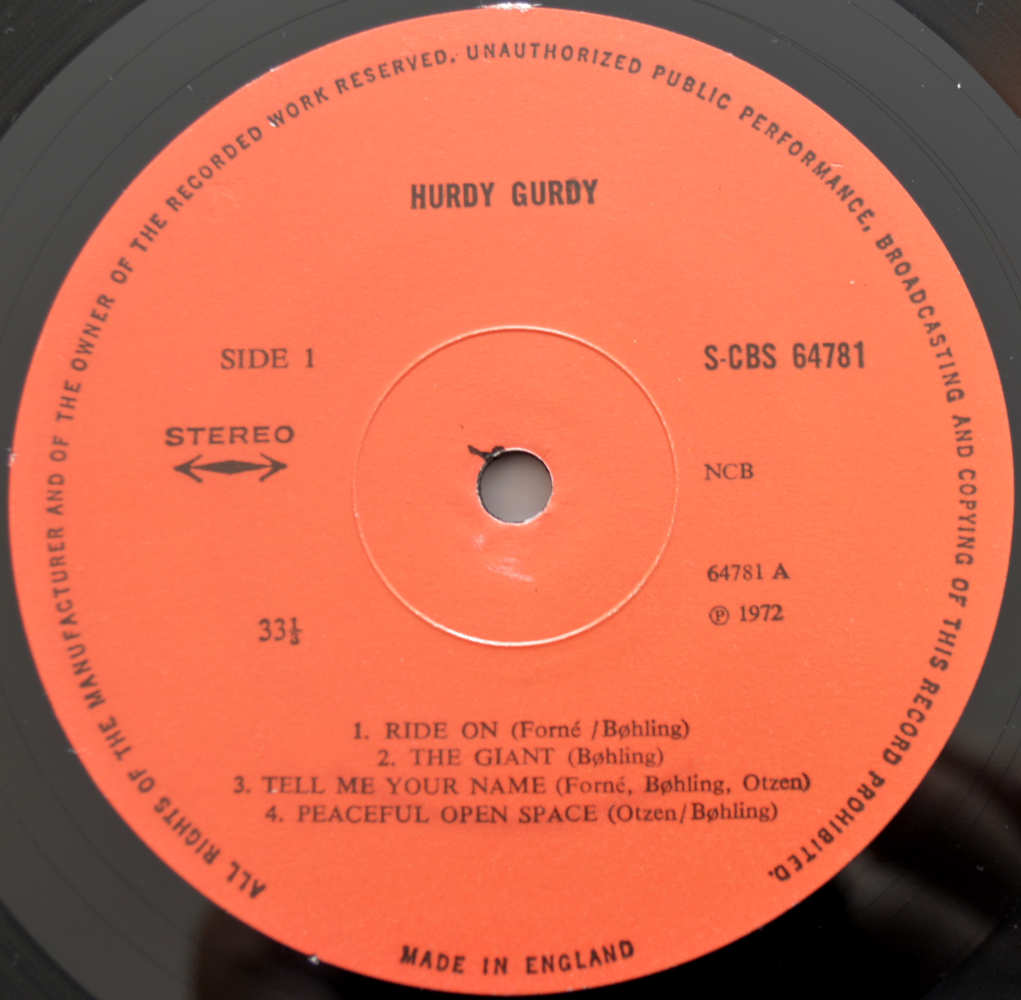 ALL RIGHTS OF THE MANUFACTURER AND OF THE OWNER OF THE RECORDED WORK RESERVED. UNAUTHORIZED PUBLIC PERFORMANCE, BROADCASTING AND COPYING OF THIS RECORD PROHIBITED.
HURDY GURDY
SIDE 1
S-CBS 64781
STEREO
NCB
64781 A
33⅓
℗ 1972
1. RIDE ON (Forné /Bøhling)
2. THE GIANT (Bøhling)
3. TELL ME YOUR NAME (Forné, Bøhling, Otzen)
4. PEACEFUL OPEN SPACE (Otzen/Bøhling)
MADE IN ENGLAND